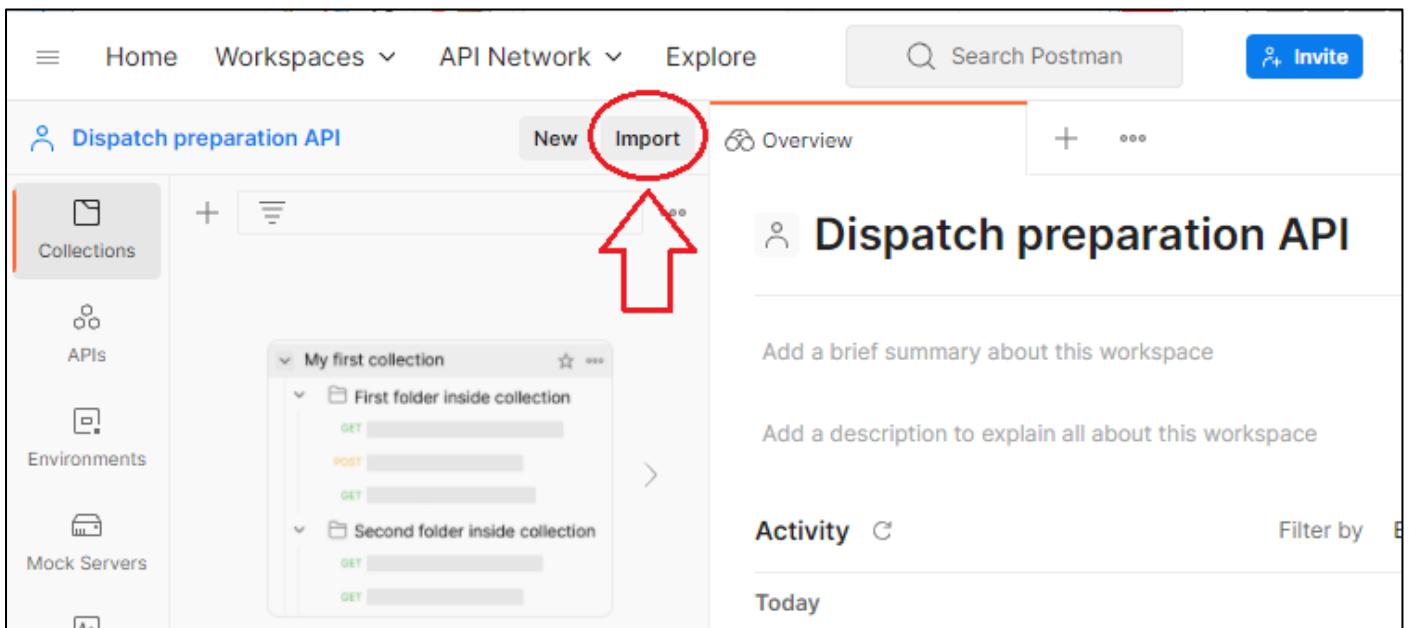 Home Workspaces API Network Explore Search Postman Invite
Dispatch preparation API New Import Overview
Collections
Dispatch preparation API
APIs
Add a brief summary about this workspace
My first collection
First folder inside collection
GET
Add a description to explain all about this workspace
Environments
POST
GET
Second folder inside collection
Activity Filter by
Mock Servers
GET
GET
Today